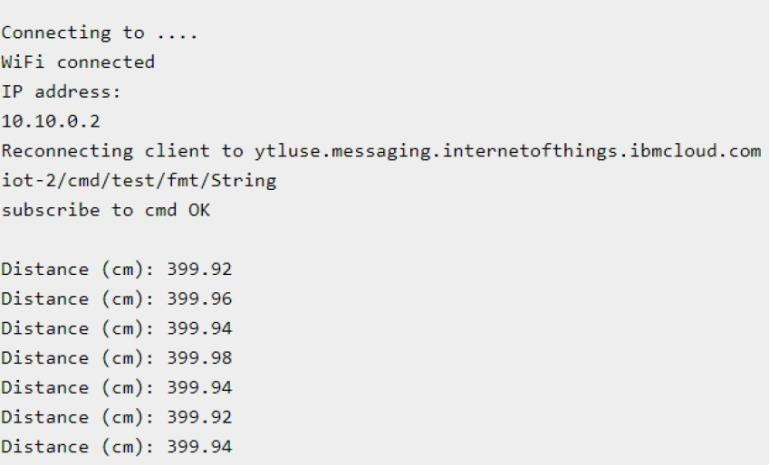 Connecting to ....
WiFi connected
IP address:
10.10.0.2
Reconnecting client to ytluse.messaging.internetofthings.ibmcloud.com
iot-2/cmd/test/fmt/String
subscribe to cmd OK
Distance (cm): 399.92
Distance (cm): 399.96
Distance (cm): 399.94
Distance (cm): 399.98
Distance (cm): 399.94
Distance (cm): 399.92
Distance (cm): 399.94